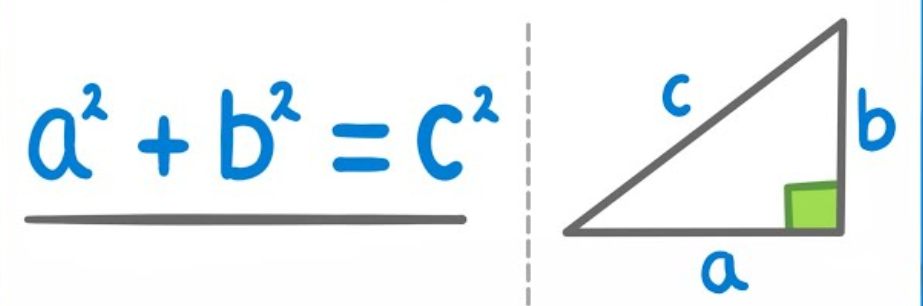 a² + b² = c²
c
b
a